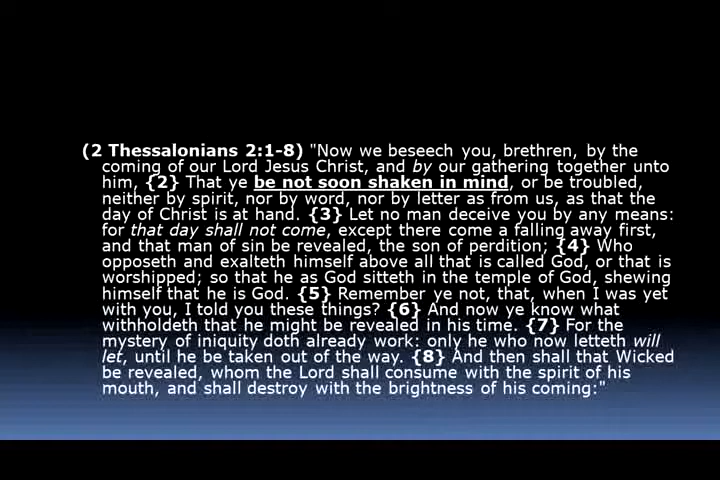 (2 Thessalonians 2:1-8) "Now we beseech you, brethren, by the
coming of our Lord Jesus Christ, and by our gathering together unto
him, {2} That ye be not soon shaken in mind, or be troubled,
neither by spirit, nor by word, nor by letter as from us, as that the
day of Christ is at hand. {3} Let no man deceive you by any means:
for that day shall not come, except there come a falling away first,
and that man of sin be revealed, the son of perdition; {4} Who
opposeth and exalteth himself above all that is called God, or that is
worshipped; so that he as God sitteth in the temple of God, shewing
himself that he is God. {5} Remember ye not, that, when I was yet
with you, I told you these things? {6} And now ye know what
withholdeth that he might be revealed in his time. {7} For the
mystery of iniquity doth already work: only he who now letteth will
let, until he be taken out of the way. {8} And then shall that Wicked
be revealed, whom the Lord shall consume with the spirit of his
mouth, and shall destroy with the brightness of his coming:"